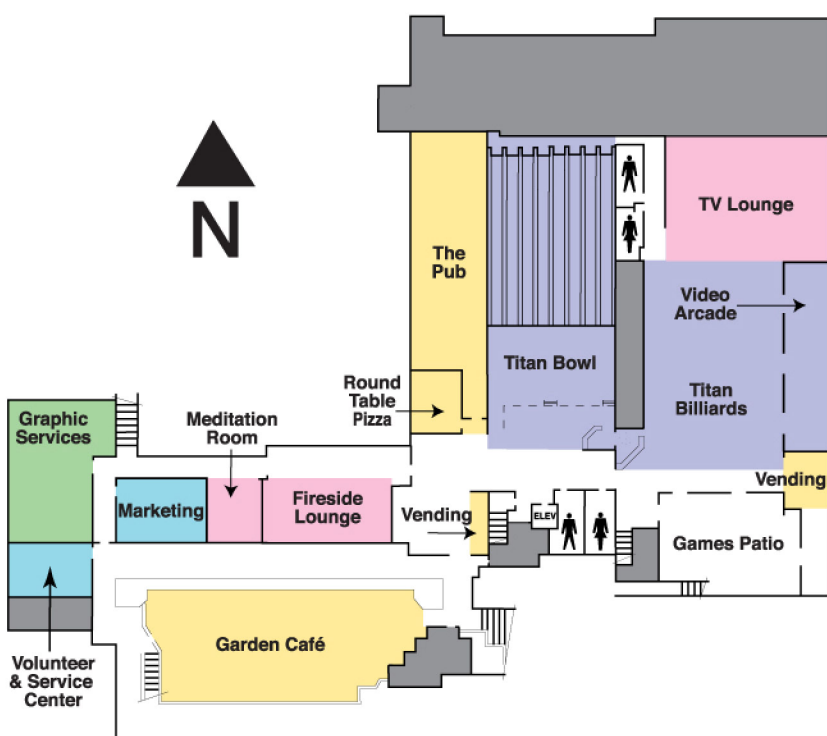 N
TV Lounge
The
Pub
Video
Arcade
Titan Bowl
Round
Table
Pizza
Titan
Billiards
Graphic
Services
Meditation
Room
Vending
Marketing
Fireside
Lounge
Vending
ELEV
Games Patio
Garden Café
Volunteer
& Service
Center